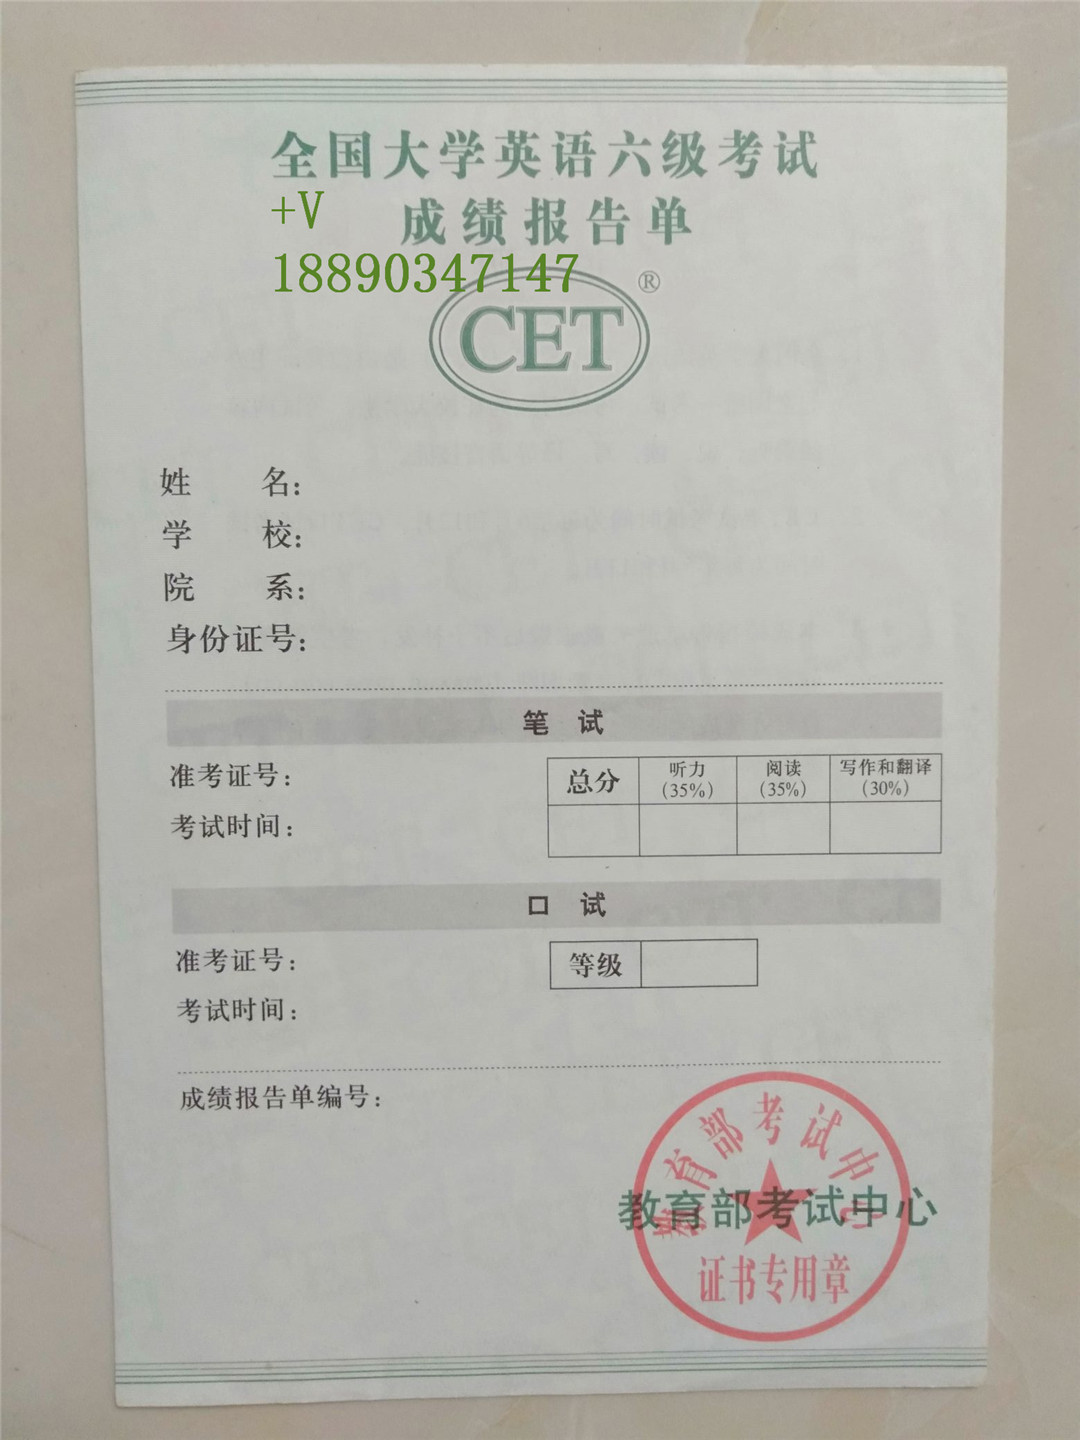 全国大学英语六级考试
+V
成绩报告单
18890347147
®
CET
姓 名:
学 校:
院 系:
身份证号:
笔 试
准考证号:
考试时间:
总分 听力 (35%) 阅读 (35%) 写作和翻译 (30%)
口 试
准考证号:
等级
考试时间:
成绩报告单编号:
教育部考试中心
教育部考试中心
证书专用章